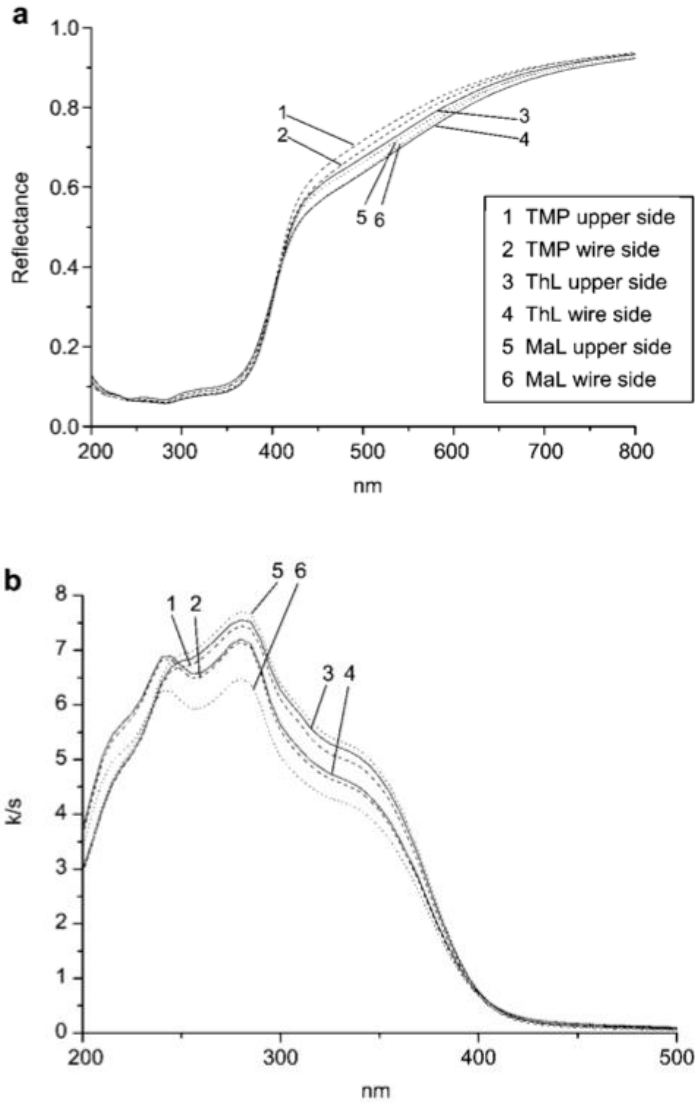 a
1.0
0.8
0.6
0.4
0.2
0.0
Reflectance
1
2
3
4
5 6
200 300 400 500 600 700 800
nm
1 TMP upper side
2 TMP wire side
3 ThL upper side
4 ThL wire side
5 MaL upper side
6 MaL wire side
b
8
7
6
5
4
3
2
1
0
k/s
1 2
5 6
3 4
200 300 400 500
nm